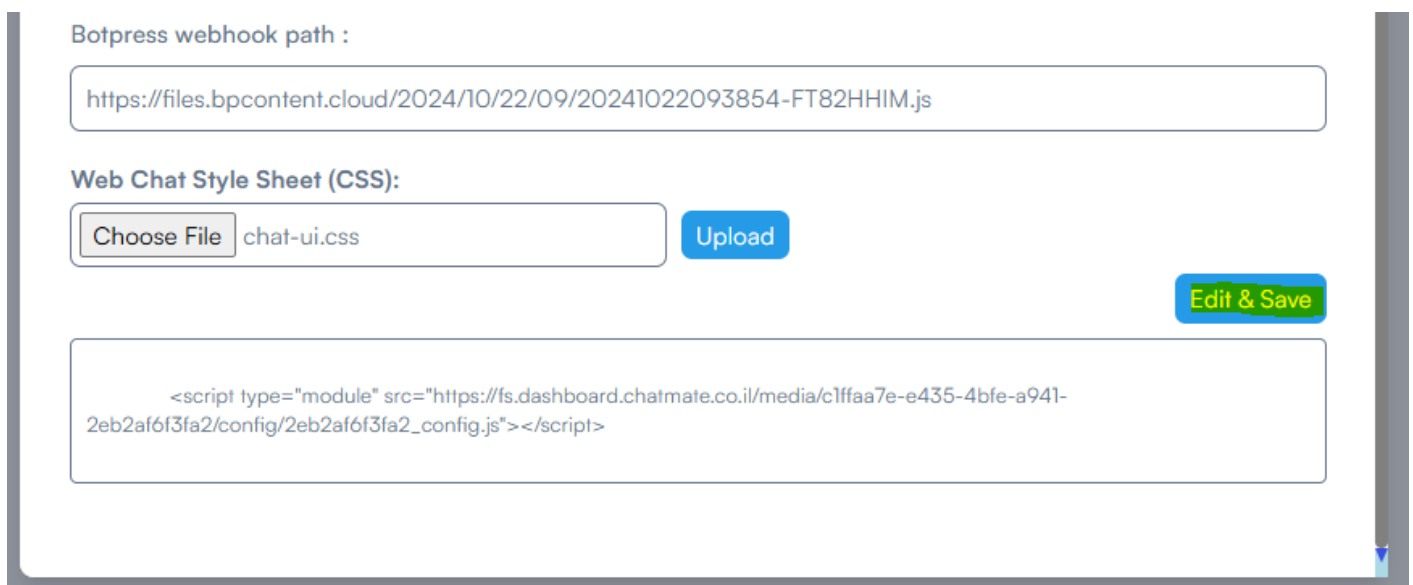 Botpress webhook path :
https://files.bpcontent.cloud/2024/10/22/09/20241022093854-FT82HHIM.js
Web Chat Style Sheet (CSS):
Choose File chat-ui.css Upload
Edit & Save
<script type="module" src="https://fs.dashboard.chatmate.co.il/media/c1ffaa7e-e435-4bfe-a941-
2eb2af6f3fa2/config/2eb2af6f3fa2_config.js"></script>